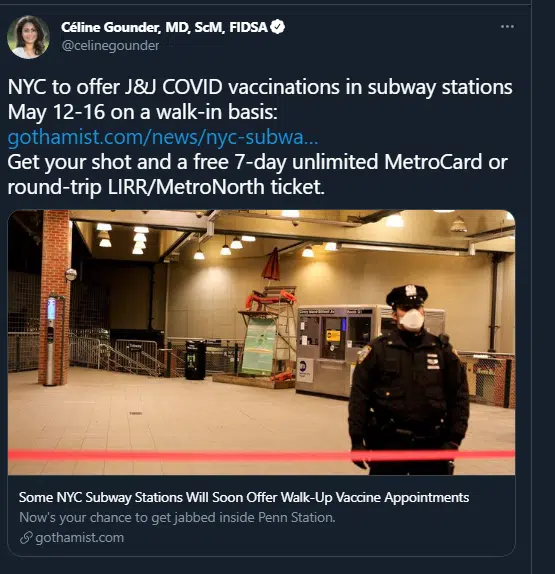 Céline Gounder, MD, ScM, FIDSA
@celinegounder
NYC to offer J&J COVID vaccinations in subway stations
May 12-16 on a walk-in basis:
gothamist.com/news/nyc-subwa...
Get your shot and a free 7-day unlimited MetroCard or
round-trip LIRR/MetroNorth ticket.
Some NYC Subway Stations Will Soon Offer Walk-Up Vaccine Appointments
Now's your chance to get jabbed inside Penn Station.
gothamist.com